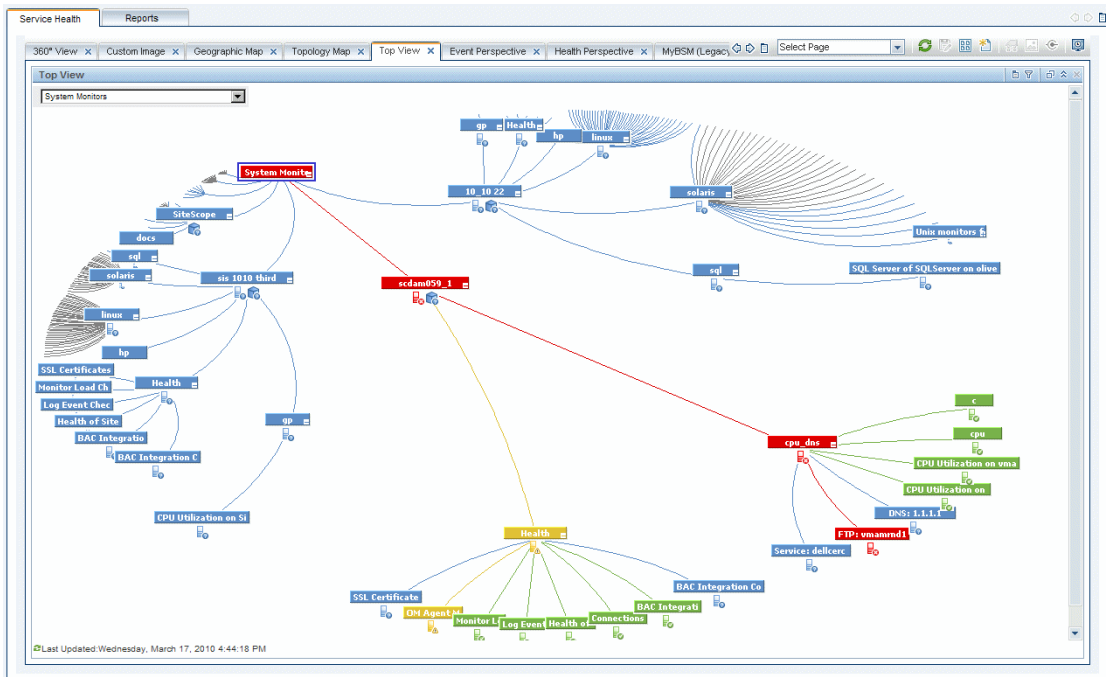 Service Health
Reports
360° View
Custom Image
Geographic Map
Topology Map
Top View
Event Perspective
Health Perspective
MyBSM (Legacy
Select Page
Top View
System Monitors
gp
Health
hp
linux
System Monito
10_10 22
solaris
SiteScope
Unix monitors
docs
sql
sql
SQL Server of SQLServer on olive
solaris
sis 1010 third
scdam059_1
linux
hp
SSL Certificates
Health
Monitor Load Ch
Log Event Chec
Health of Site
gp
BAC Integratio
BAC Integration C
c
cpu
cpu_dns
CPU Utilization on vma
CPU Utilization on
DNS: 1.1.1.1
CPU Utilization on Si
FTP: vmamrnd1
Health
Service: dellcerc
BAC Integration Co
SSL Certificate
OM Agent
BAC Integrati
Monitor L
Log Event
Health of
Connections
Last Updated:Wednesday, March 17, 2010 4:44:18 PM